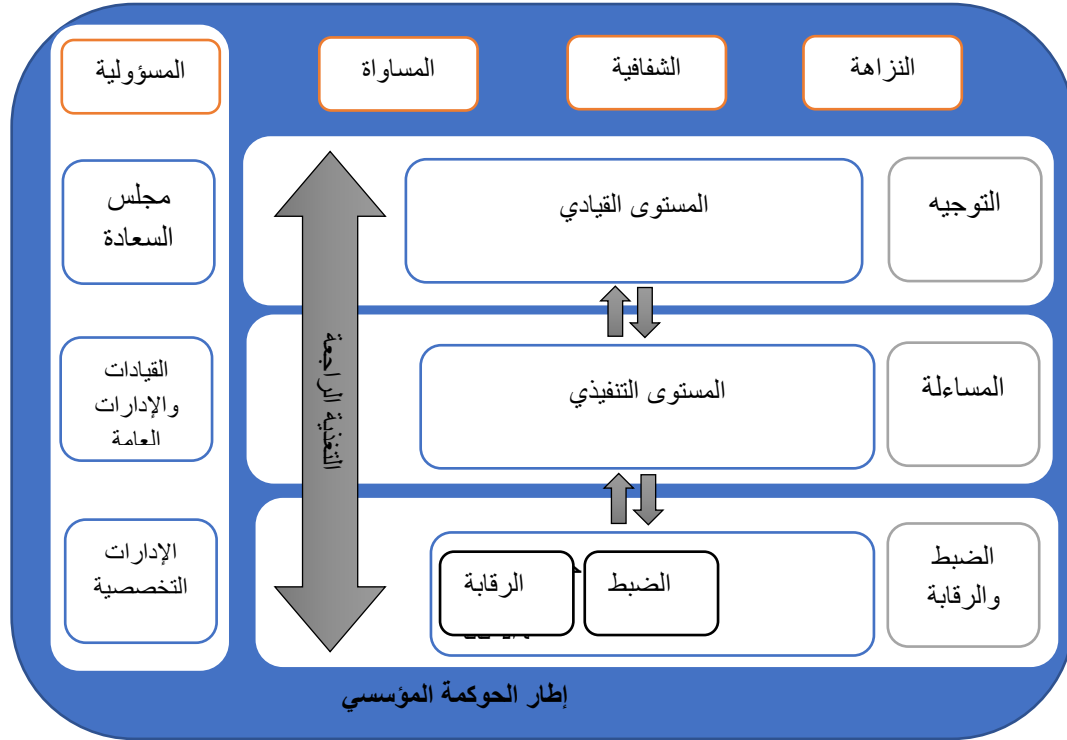 النزاهة
الشفافية
المساواة
المسؤولية
التوجيه
المستوى القيادي
مجلس
السعادة
المساءلة
المستوى التنفيذي
التغذية الراجعة
القيادات
والإدارات
العامة
الضبط
والرقابة
الضبط
الرقابة
الإدارات
التخصصية
إطار الحوكمة المؤسسي